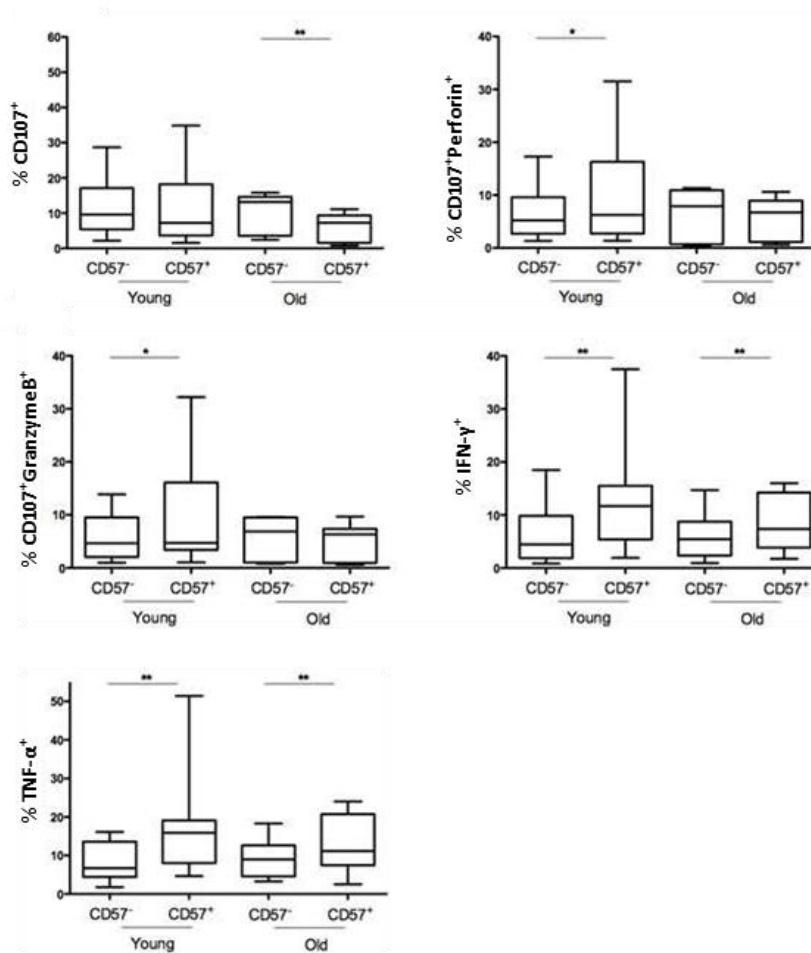 % CD107⁺
60
50
40
30
20
10
0
**
CD57⁻ CD57⁺ CD57⁻ CD57⁺
Young Old
% CD107⁺Perforin⁺
40
30
20
10
0
*
CD57⁻ CD57⁺ CD57⁻ CD57⁺
Young Old
% CD107⁺GranzymeB⁺
40
30
20
10
0
*
CD57⁻ CD57⁺ CD57⁻ CD57⁺
Young Old
% IFN-γ⁺
40
30
20
10
0
** **
CD57⁻ CD57⁺ CD57⁻ CD57⁺
Young Old
% TNF-α⁺
50
40
30
20
10
0
** **
CD57⁻ CD57⁺ CD57⁻ CD57⁺
Young Old